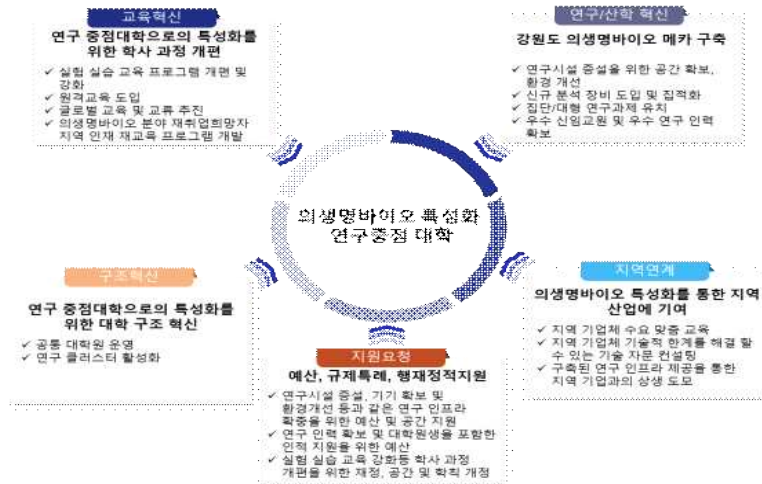 교육혁신
연구 중점대학으로의 특성화를
위한 학사 과정 개편
✓ 실험 실습 교육 프로그램 개편 및
강화
✓ 원격교육 도입
✓ 글로벌 교육 및 교류 추진
✓ 의생명바이오 분야 재취업희망자
지역 인재 재교육 프로그램 개발
연구/산학 혁신
강원도 의생명바이오 메카 구축
✓ 연구시설 증설을 위한 공간 확보,
환경 개선
✓ 신규 분석 장비 도입 및 집적화
✓ 집단/대형 연구과제 유치
✓ 우수 신임교원 및 우수 연구 인력
확보
의생명바이오 특성화
연구중점 대학
구조혁신
연구 중점대학으로의 특성화를
위한 대학 구조 혁신
✓ 공통 대학원 운영
✓ 연구 클러스터 활성화
지역연계
의생명바이오 특성화를 통한 지역
산업에 기여
✓ 지역 기업체 수요 맞춤 교육
✓ 지역 기업체 기술적 한계를 해결 할
수 있는 기술 자문 컨설팅
✓ 구축된 연구 인프라 제공을 통한
지역 기업과의 상생 도모
지원요청
예산, 규제특례, 행재정적지원
✓ 연구시설 증설, 기기 확보 및
환경개선 등과 같은 연구 인프라
확충을 위한 예산 및 공간 지원
✓ 연구 인력 확보 및 대학원생을 포함한
인적 지원을 위한 예산
✓ 실험 실습 교육 강화등 학사 과정
개편을 위한 재정, 공간 및 학칙 개정